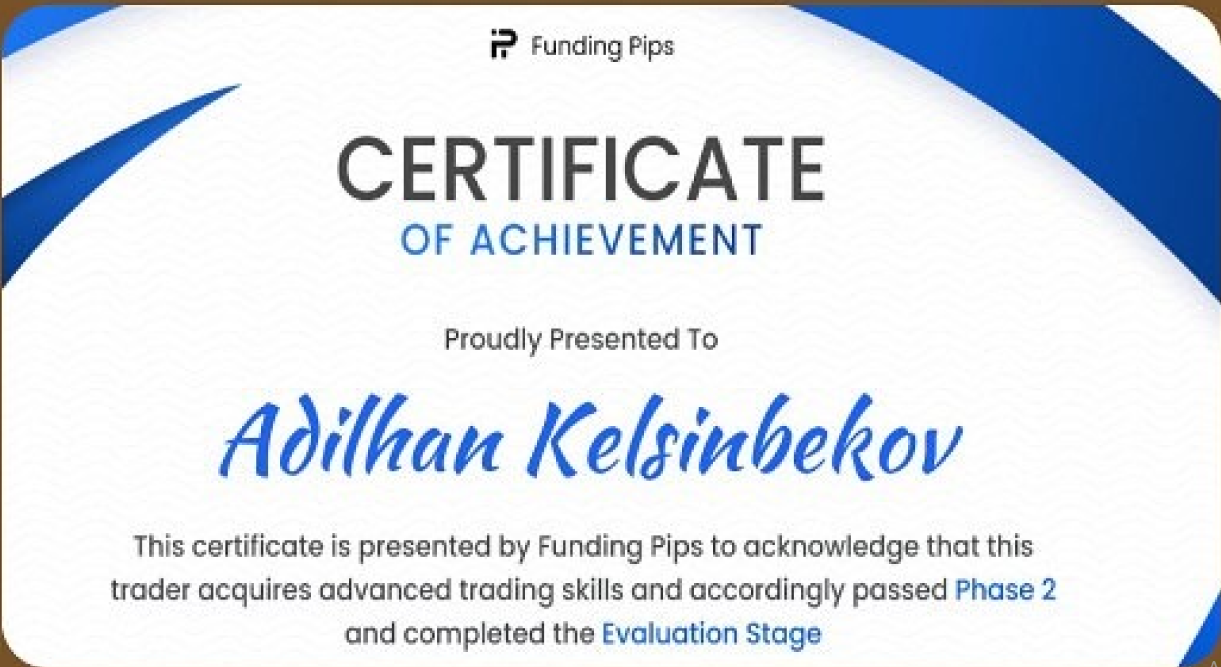 Funding Pips
CERTIFICATE
OF ACHIEVEMENT
Proudly Presented To
Adilhan Kelsinbekov
This certificate is presented by Funding Pips to acknowledge that this
trader acquires advanced trading skills and accordingly passed Phase 2
and completed the Evaluation Stage